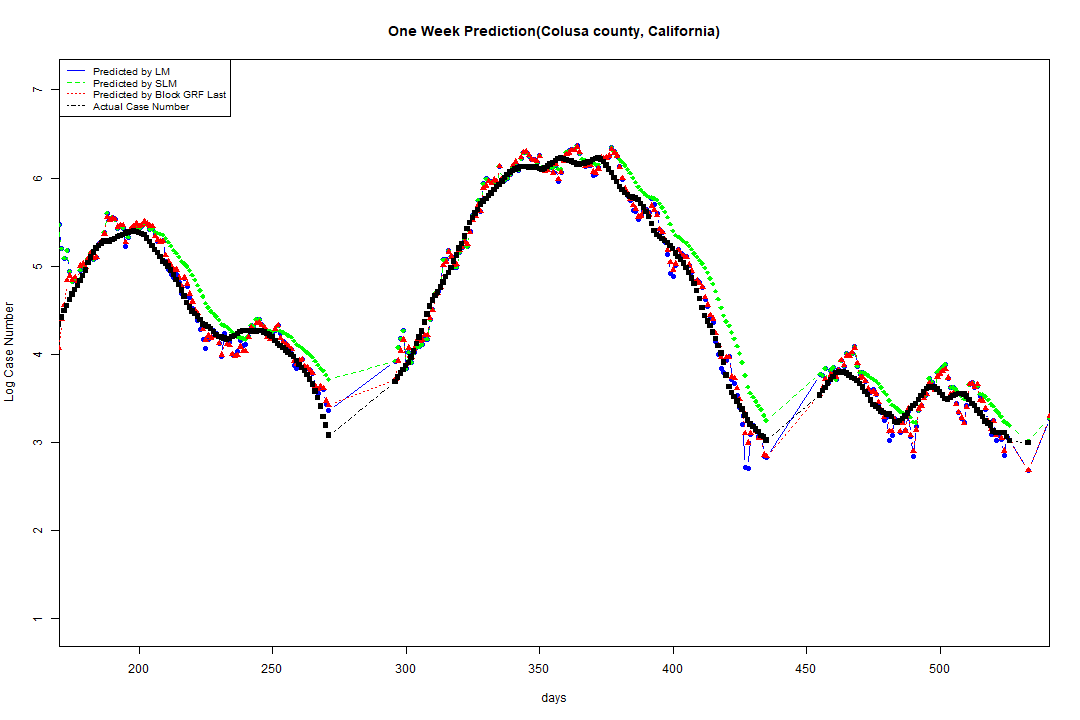 One Week Prediction(Colusa county, California)
Predicted by LM
Predicted by SLM
Predicted by Block GRF Last
Actual Case Number
Log Case Number
7
6
5
4
3
2
1
200 250 300 350 400 450 500
days